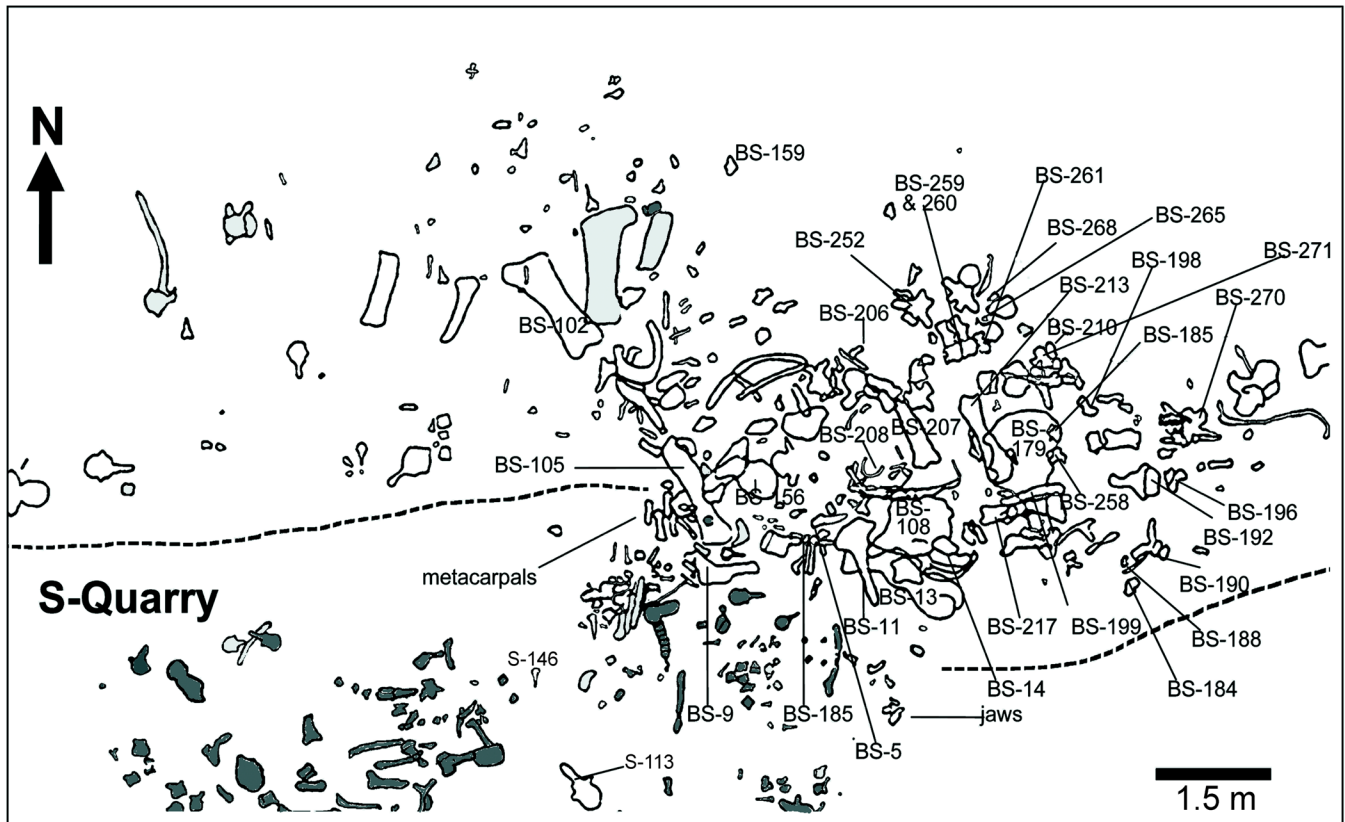 N
BS-159
BS-259
& 260
BS-261
BS-265
BS-268
BS-252
BS-271
BS-198
BS-213
BS-270
BS-206
BS-210
BS-185
BS-207
BS-208
BS-
179
BS-102
BS-105
BS-156
BS-258
BS-
108
BS-196
BS-192
metacarpals
BS-190
S-Quarry
BS-13
BS-11
BS-217
BS-199
BS-188
S-146
BS-14
BS-184
BS-9
BS-185
jaws
BS-5
S-113
1.5 m